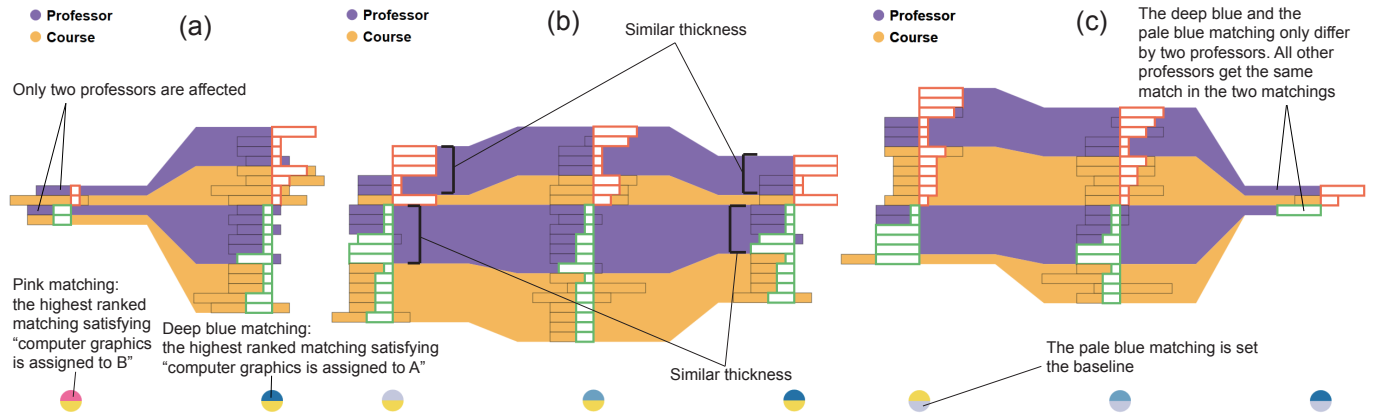 Professor
Course
(a)
Only two professors are affected
Pink matching:
the highest ranked
matching satisfying
“computer graphics
is assigned to B”
Deep blue matching:
the highest ranked matching satisfying
“computer graphics is assigned to A”
Professor
Course
(b)
Similar thickness
Similar thickness
Professor
Course
(c)
The deep blue and the
pale blue matching only differ
by two professors. All other
professors get the same
match in the two matchings
The pale blue matching is set
the baseline